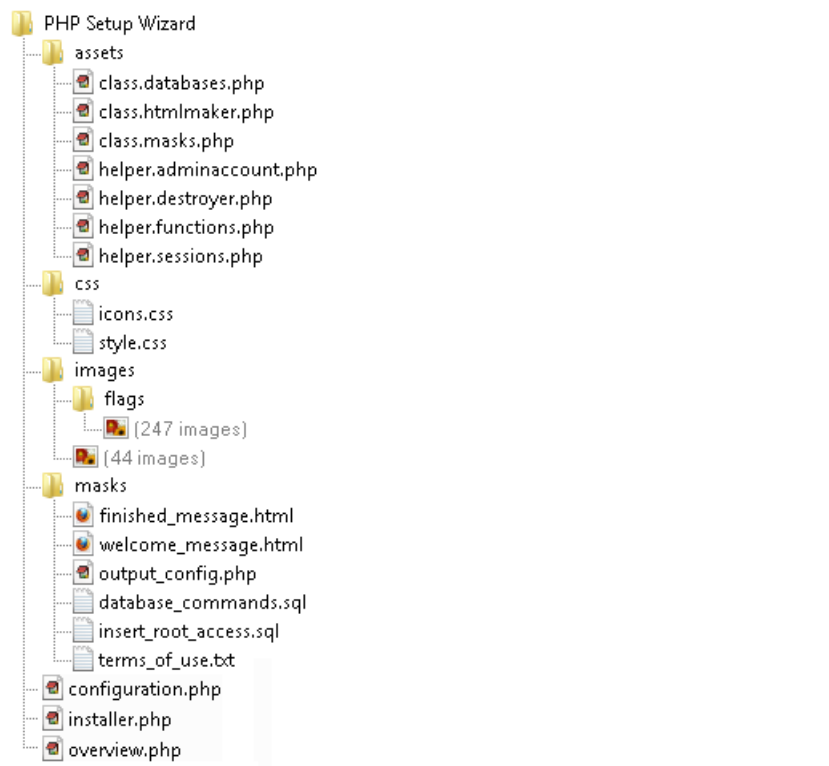 PHP Setup Wizard
assets
class.databases.php
class.htmlmaker.php
class.masks.php
helper.adminaccount.php
helper.destroyer.php
helper.functions.php
helper.sessions.php
css
icons.css
style.css
images
flags
(247 images)
(44 images)
masks
finished_message.html
welcome_message.html
output_config.php
database_commands.sql
insert_root_access.sql
terms_of_use.txt
configuration.php
installer.php
overview.php